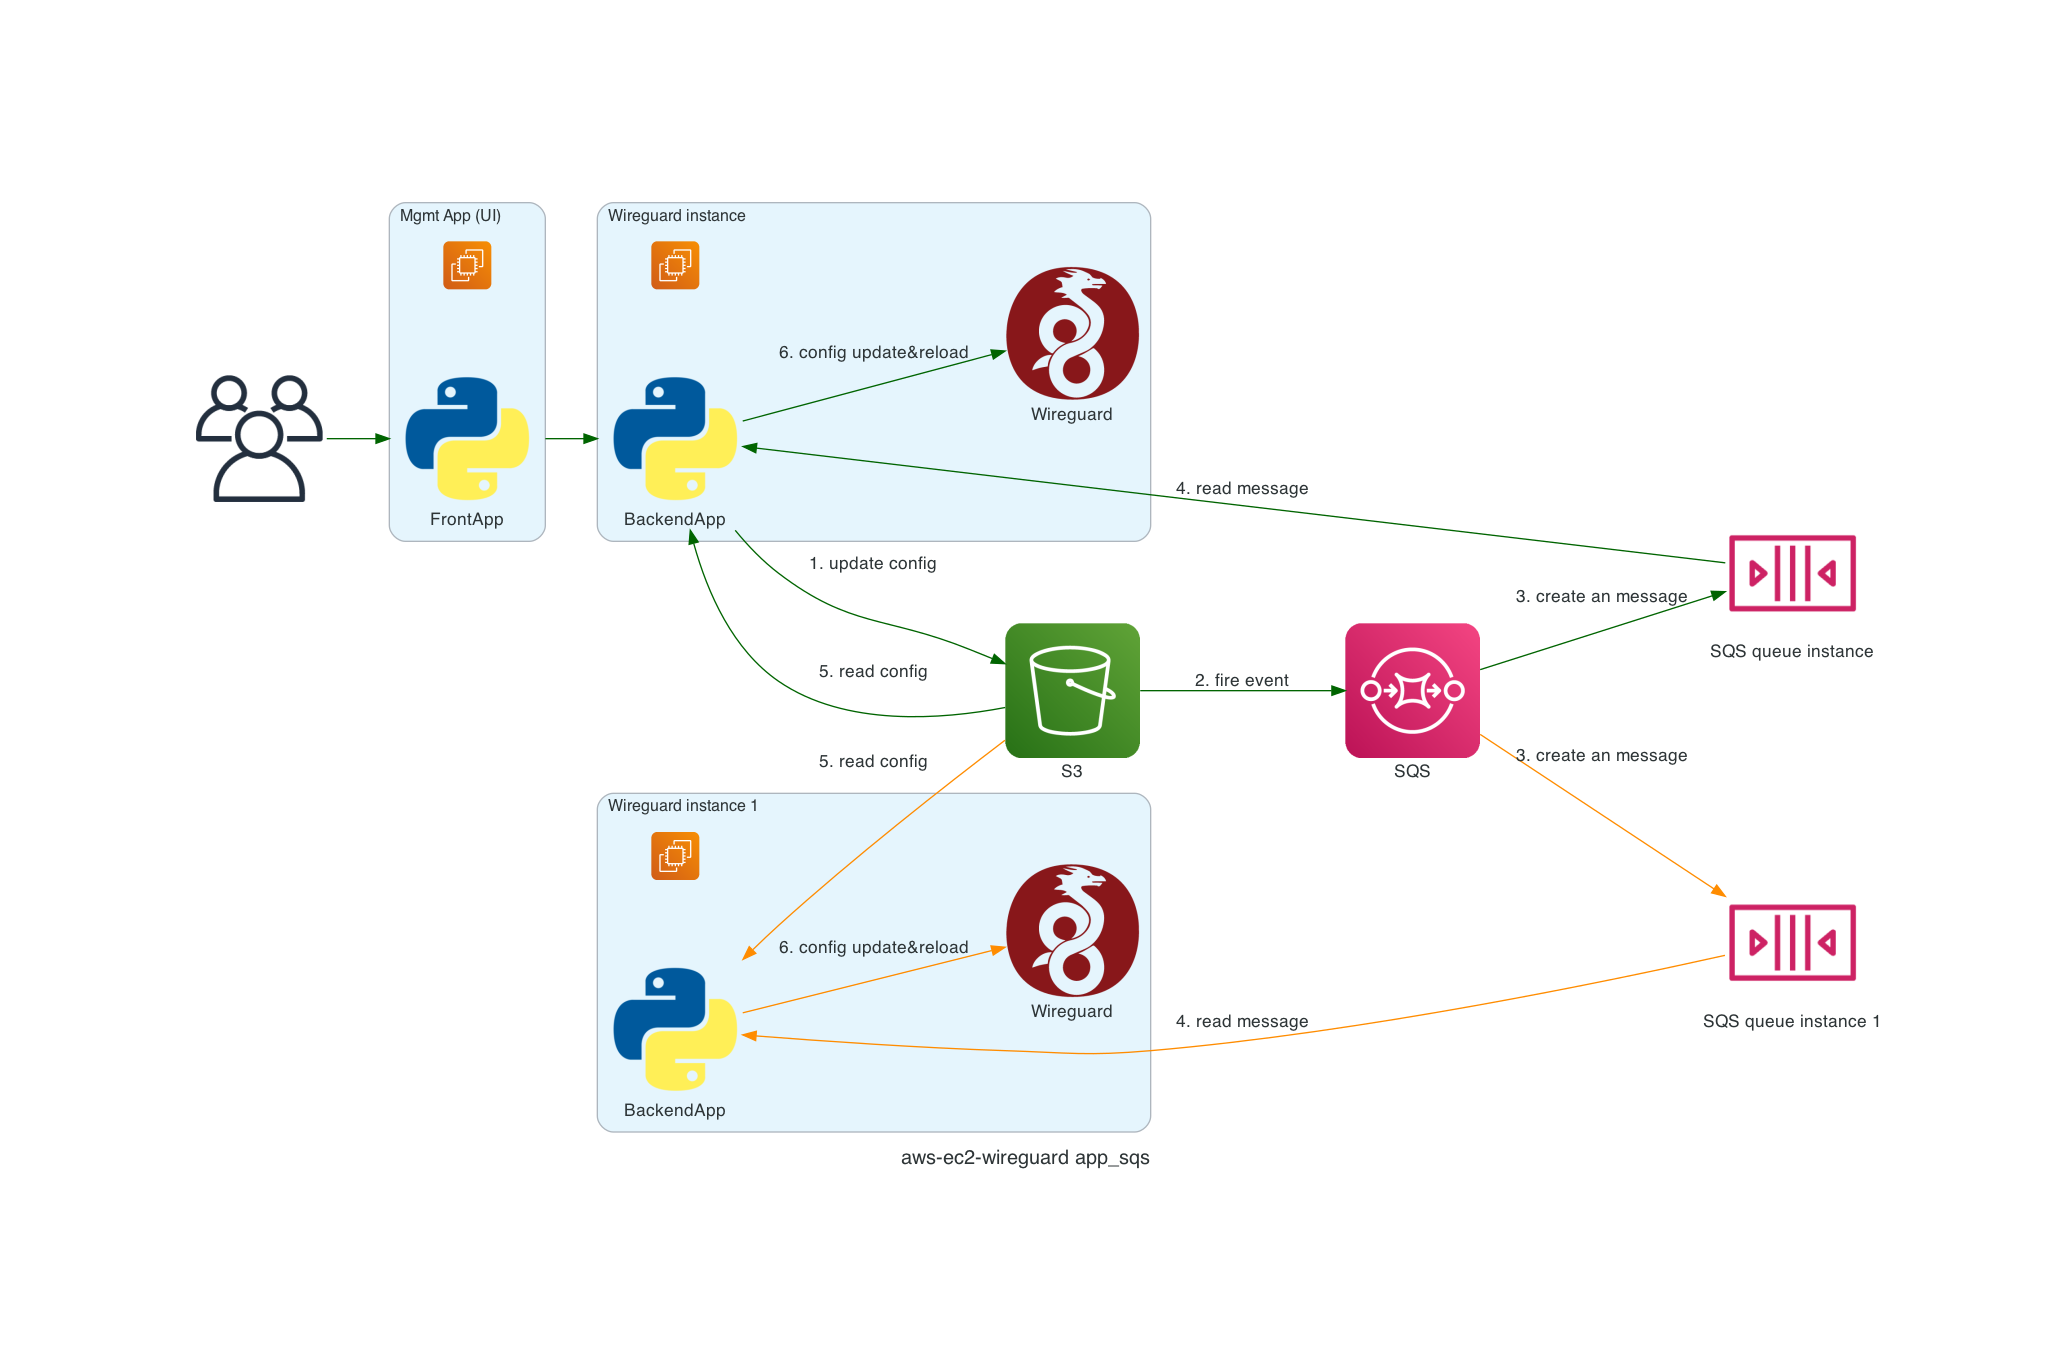 Mgmt App (UI)
Wireguard instance
6. config update&reload
Wireguard
4. read message
FrontApp
BackendApp
1. update config
3. create an message
SQS queue instance
5. read config
2. fire event
5. read config
S3
SQS
3. create an message
Wireguard instance 1
6. config update&reload
Wireguard
4. read message
SQS queue instance 1
BackendApp
aws-ec2-wireguard app_sqs